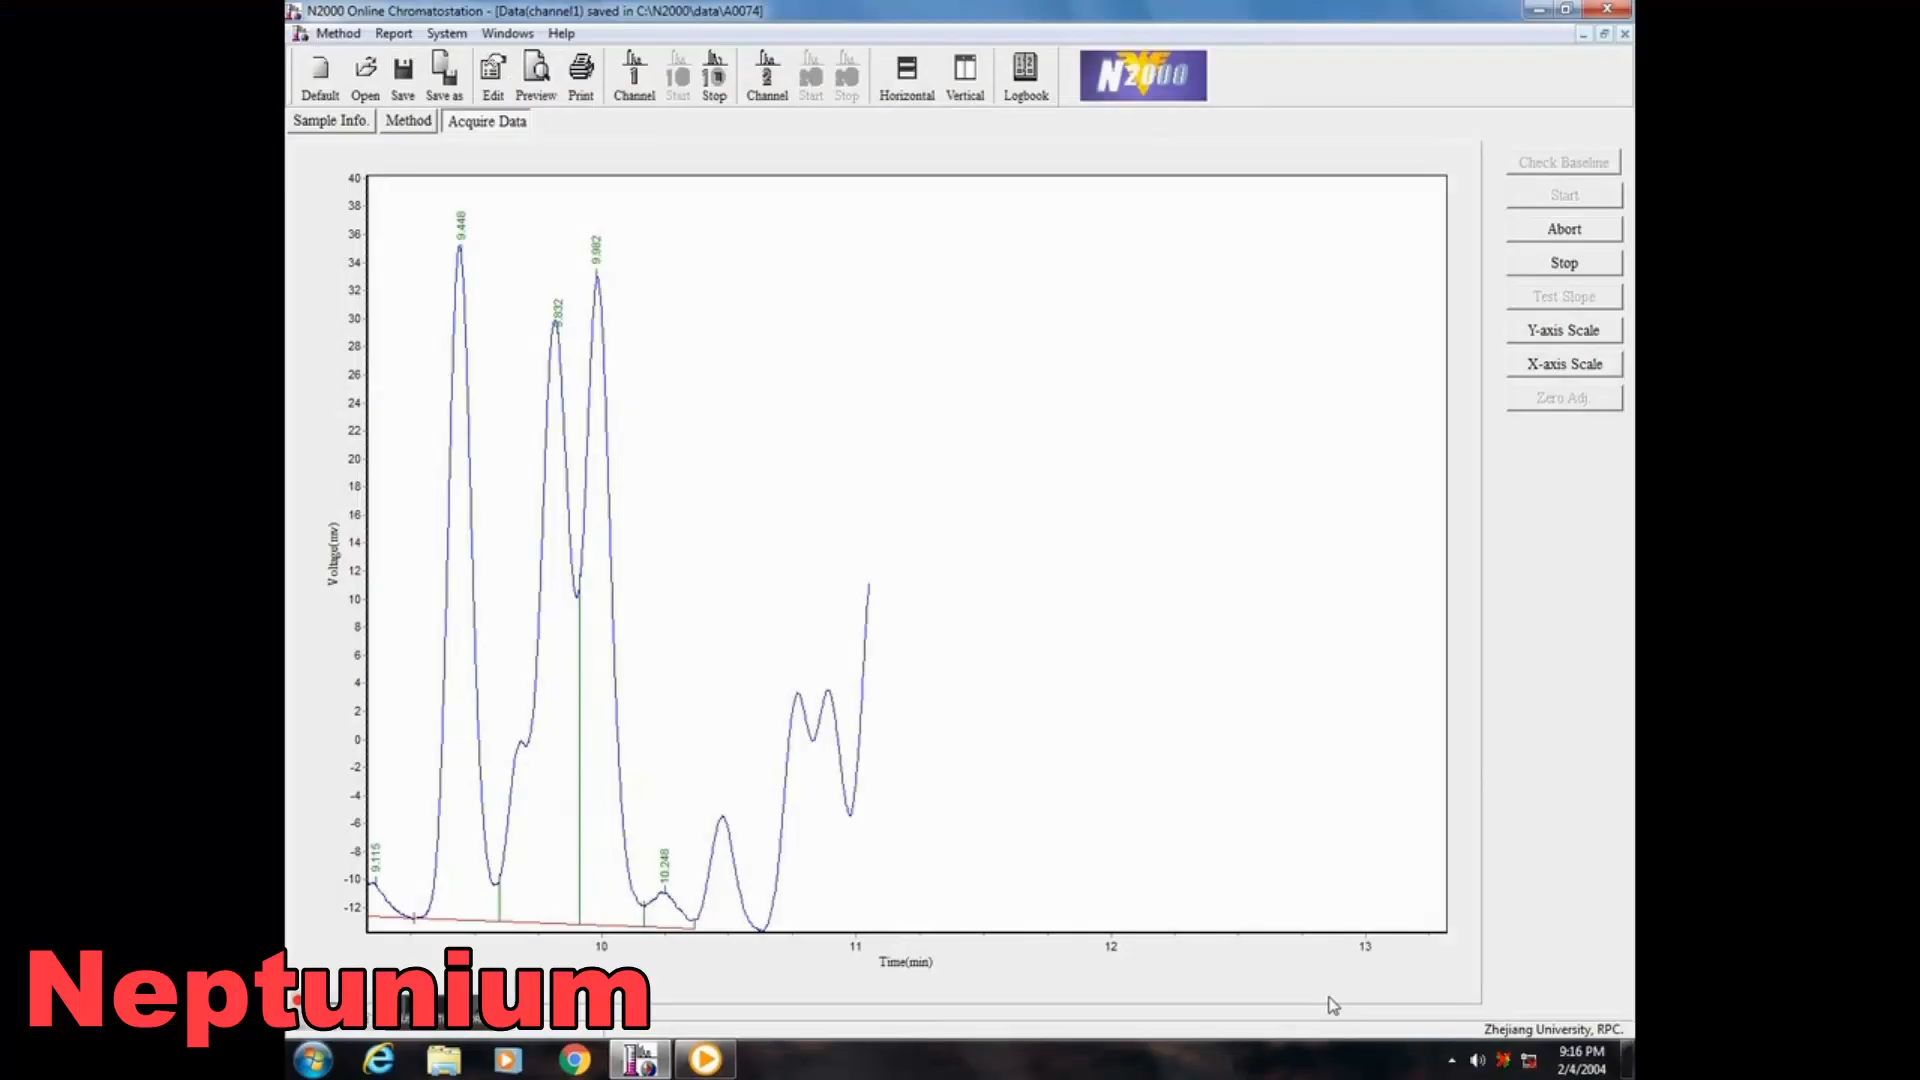 N2000 Online Chromatostation - [Data(channel1) saved in C:\N2000\data\A0074]
Method Report System Windows Help
Default Open Save Save as Edit Preview Print Channel Start Stop Channel Start Stop Horizontal Vertical Logbook
N2000
Sample Info. Method Acquire Data
Check Baseline
Start
Abort
Stop
Test Slope
Y-axis Scale
X-axis Scale
Zero Adj.
40
38
36
34
32
30
28
26
24
22
20
18
16
14
12
10
8
6
4
2
0
-2
-4
-6
-8
-10
-12
Voltage(mv)
9.115
9.448
9.832
9.982
10.248
10 11 12 13
Time(min)
Neptunium
Zhejiang University, RPC.
9:16 PM
2/4/2004